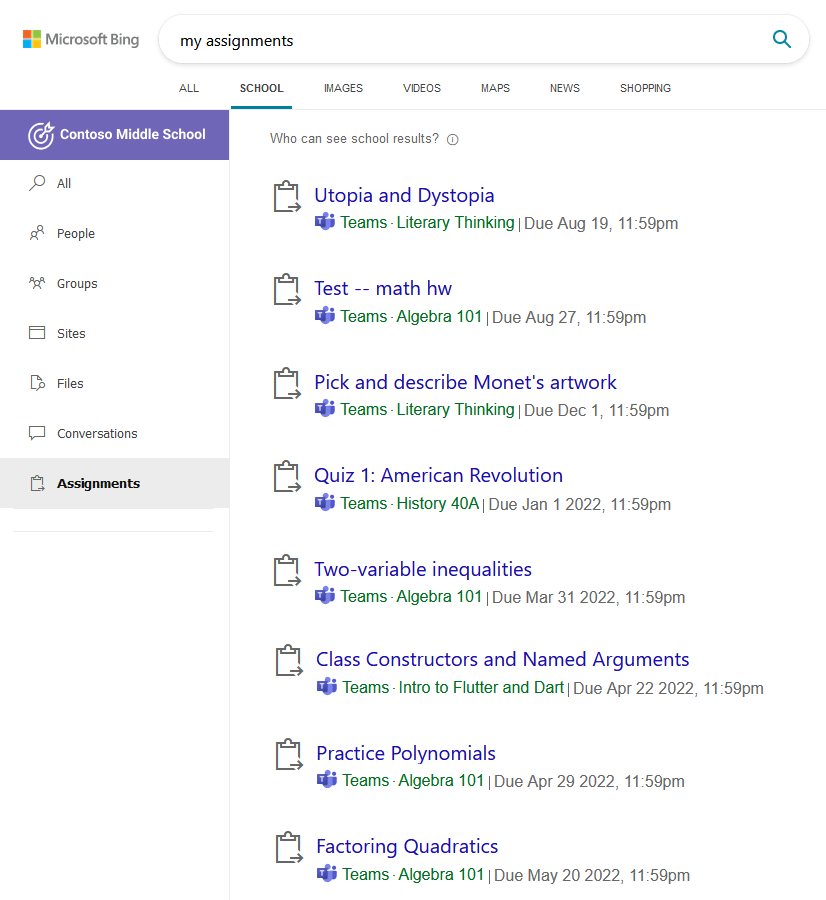 Microsoft Bing
my assignments
ALL SCHOOL IMAGES VIDEOS MAPS NEWS SHOPPING
Contoso Middle School
All
People
Groups
Sites
Files
Conversations
Assignments
Who can see school results?
Utopia and Dystopia
Teams · Literary Thinking | Due Aug 19, 11:59pm
Test -- math hw
Teams · Algebra 101 | Due Aug 27, 11:59pm
Pick and describe Monet's artwork
Teams · Literary Thinking | Due Dec 1, 11:59pm
Quiz 1: American Revolution
Teams · History 40A | Due Jan 1 2022, 11:59pm
Two-variable inequalities
Teams · Algebra 101 | Due Mar 31 2022, 11:59pm
Class Constructors and Named Arguments
Teams · Intro to Flutter and Dart | Due Apr 22 2022, 11:59pm
Practice Polynomials
Teams · Algebra 101 | Due Apr 29 2022, 11:59pm
Factoring Quadratics
Teams · Algebra 101 | Due May 20 2022, 11:59pm